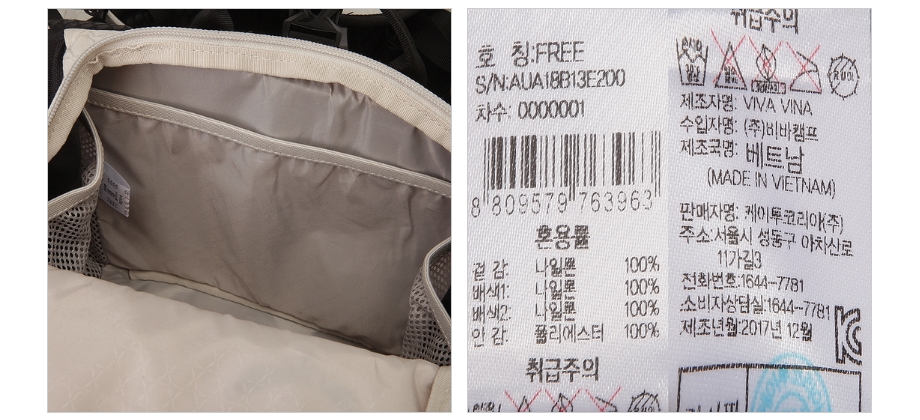 호 칭:FREE
S/N:AUA18B13E200
차수: 0000001
8 809579 763963
혼용률
겉 감: 나일론 100%
배색1: 나일론 100%
배색2: 나일론 100%
안 감: 폴리에스터 100%
취급주의
취급주의
제조자명: VIVA VINA
수입자명: (주)비바캠프
제조국명: 베트남
(MADE IN VIETNAM)
판매자명: 케이투코리아(주)
주소:서울시 성동구 아차산로
11가길3
전화번호:1644-7781
소비자상담실:1644-7781
제조년월:2017년 12월